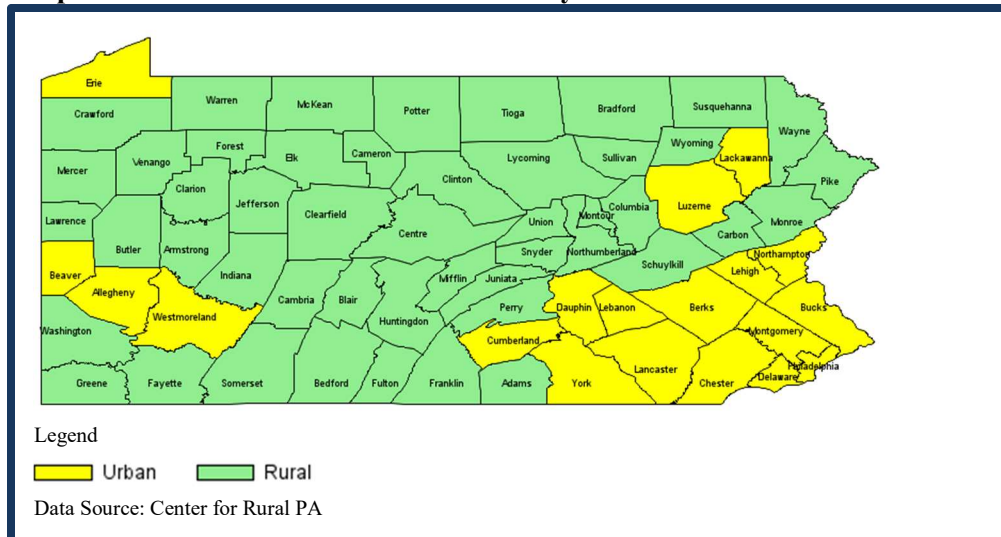 Erie
Warren
McKean
Potter
Tioga
Bradford
Susquehanna
Crawford
Wayne
Wyoming
Lackawanna
Forest
Elk
Cameron
Lycoming
Sullivan
Venango
Mercer
Clarion
Clinton
Pike
Jefferson
Clearfield
Luzerne
Columbia
Montour
Lawrence
Union
Monroe
Centre
Carbon
Butler
Armstrong
Snyder
Northumberland
Northampton
Schuylkill
Lehigh
Beaver
Indiana
Mifflin
Juniata
Allegheny
Cambria
Blair
Perry
Dauphin
Lebanon
Berks
Bucks
Westmoreland
Huntingdon
Washington
Montgomery
Cumberland
Philadelphia
Lancaster
Delaware
Greene
Fayette
Somerset
Bedford
Fulton
Franklin
Adams
York
Chester
Legend
Urban
Rural
Data Source: Center for Rural PA